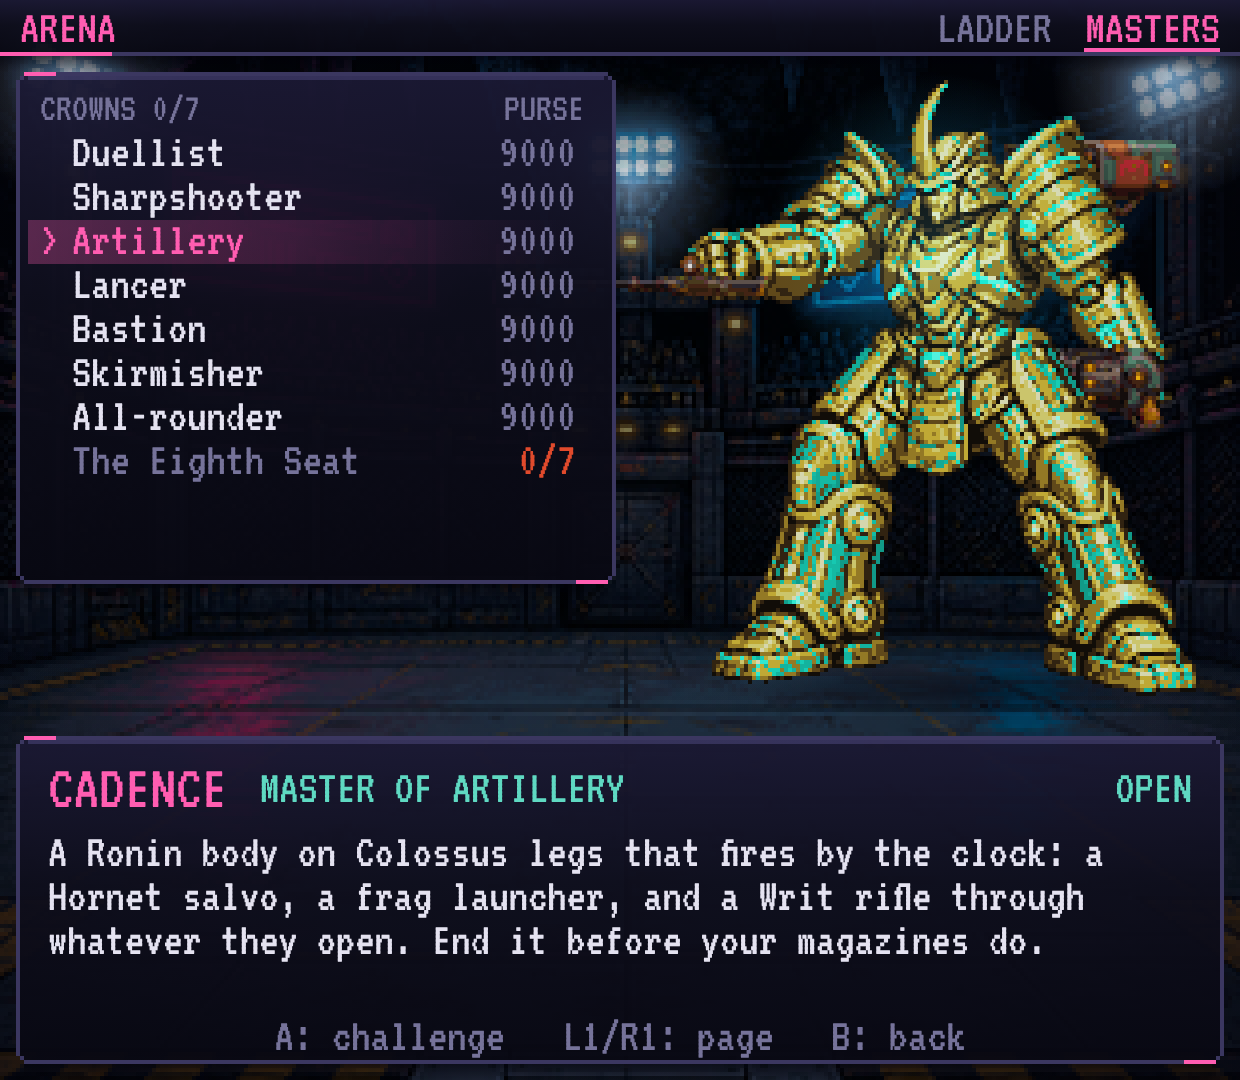 ARENA LADDER MASTERS
CROWNS 0/7 PURSE
Duellist 9000
Sharpshooter 9000
> Artillery 9000
Lancer 9000
Bastion 9000
Skirmisher 9000
All-rounder 9000
The Eighth Seat 0/7
CADENCE MASTER OF ARTILLERY OPEN
A Ronin body on Colossus legs that fires by the clock: a
Hornet salvo, a frag launcher, and a Writ rifle through
whatever they open. End it before your magazines do.
A: challenge L1/R1: page B: back